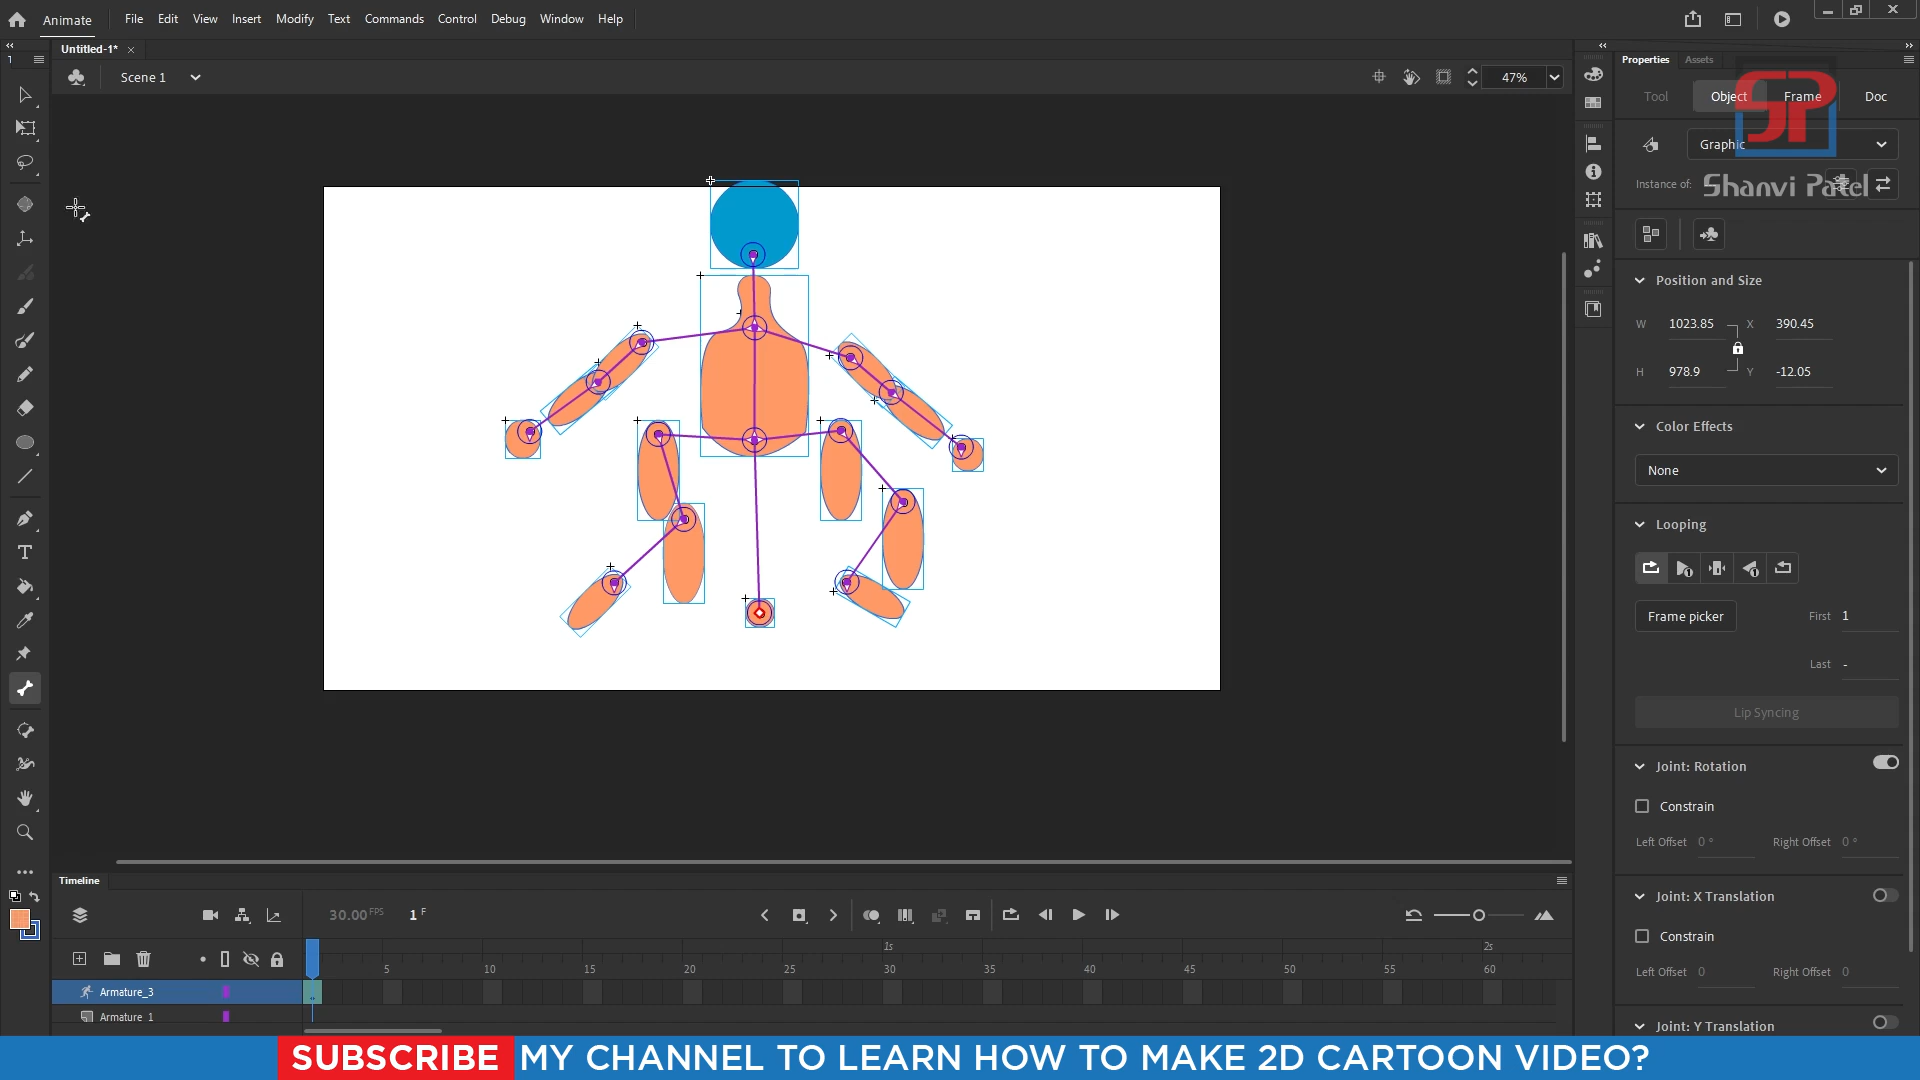 Animate File Edit View Insert Modify Text Commands Control Debug Window Help
Untitled-1* ×
Scene 1
47%
1
Properties Assets
Tool Object Frame Doc
Graphic
Instance of:
SP
Shanvi Patel
Position and Size
W 1023.85 X 390.45
H 978.9 Y -12.05
Color Effects
None
Looping
Frame picker First 1
Last -
Lip Syncing
Joint: Rotation
Constrain
Left Offset 0 ° Right Offset 0 °
Joint: X Translation
Constrain
Left Offset 0 Right Offset 0
Joint: Y Translation
Timeline
30.00 FPS 1 F
1s 2s
5 10 15 20 25 30 35 40 45 50 55 60
Armature_3
Armature_1
SUBSCRIBE MY CHANNEL TO LEARN HOW TO MAKE 2D CARTOON VIDEO?